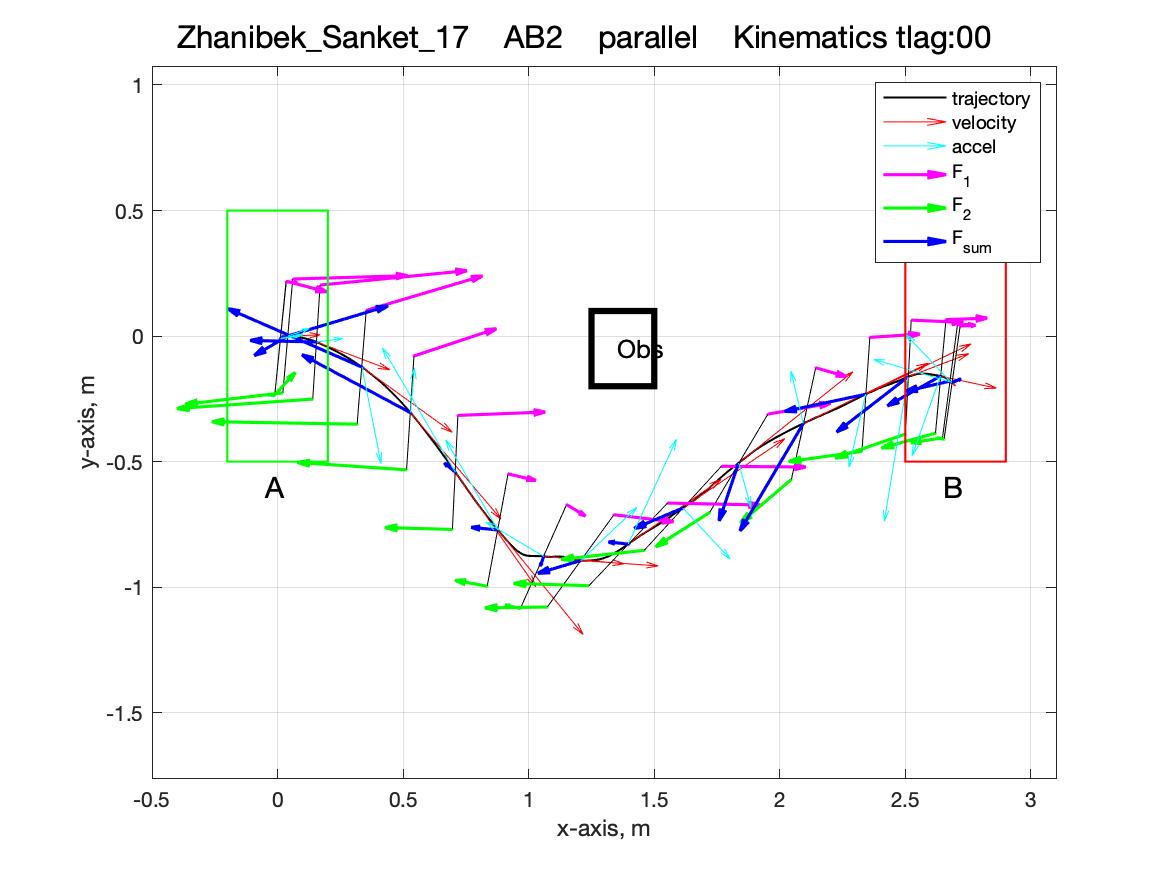 Zhanibek_Sanket_17 AB2 parallel Kinematics tlag:00
1
0.5
0
-0.5
-1
-1.5
y-axis, m
-0.5 0 0.5 1 1.5 2 2.5 3
x-axis, m
trajectory
velocity
accel
F1
F2
Fsum
Obs
A
B